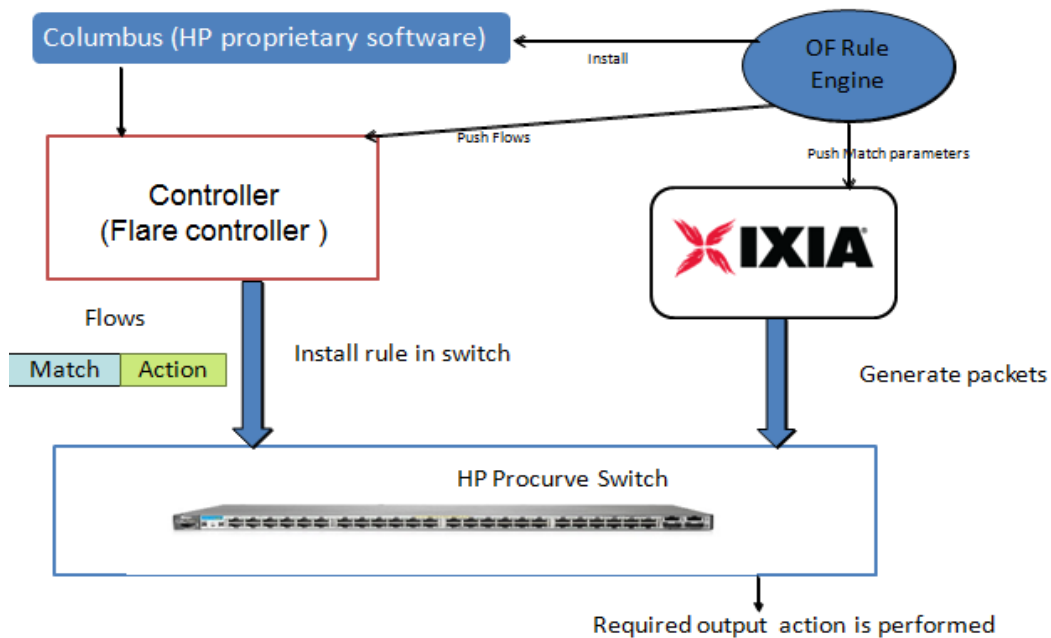 Columbus (HP proprietary software)
Install
OF Rule
Engine
Push Flows
Push Match parameters
Controller
(Flare controller )
IXIA
Flows
Match Action
Install rule in switch
Generate packets
HP Procurve Switch
Required output action is performed